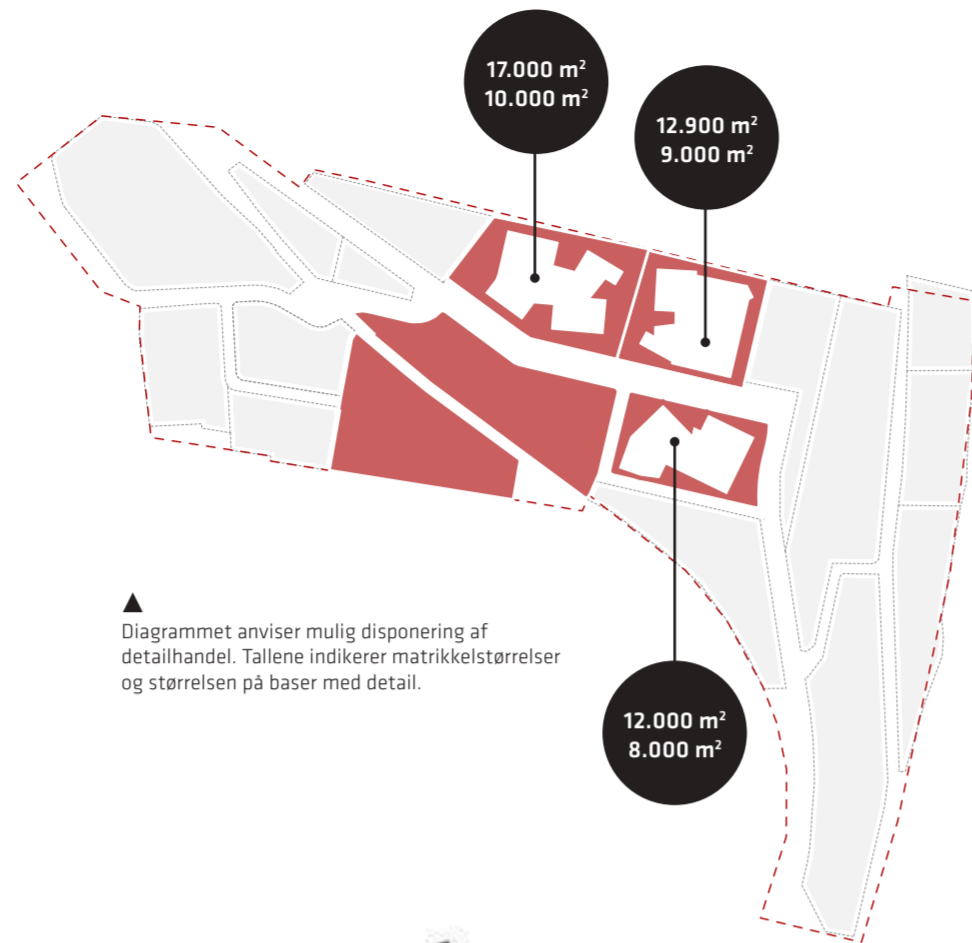 17.000 m²
10.000 m²
12.900 m²
9.000 m²
▲
Diagrammet anviser mulig disponering af
detailhandel. Tallene indikerer matrikkelstørrelser
og størrelsen på baser med detail.
12.000 m²
8.000 m²